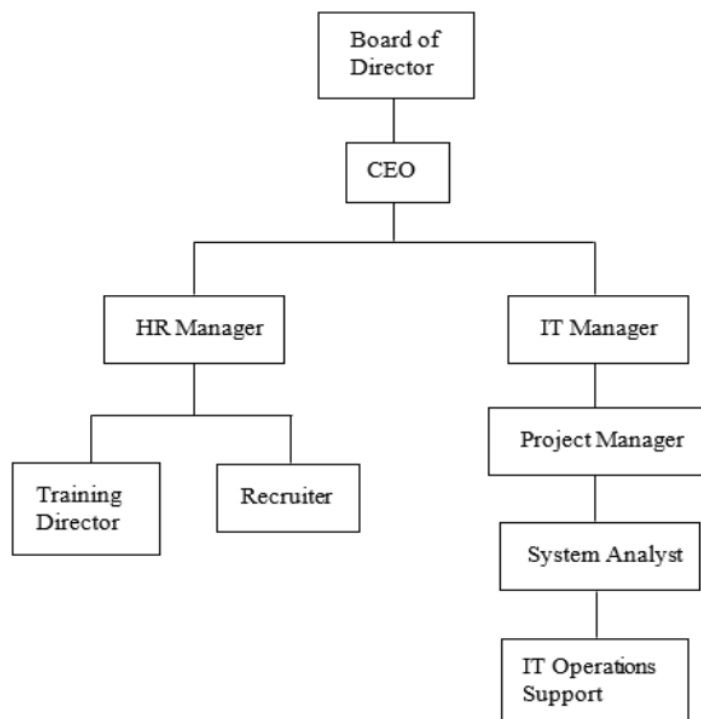 Board of
Director
CEO
HR Manager
IT Manager
Project Manager
Training
Director
Recruiter
System Analyst
IT Operations
Support